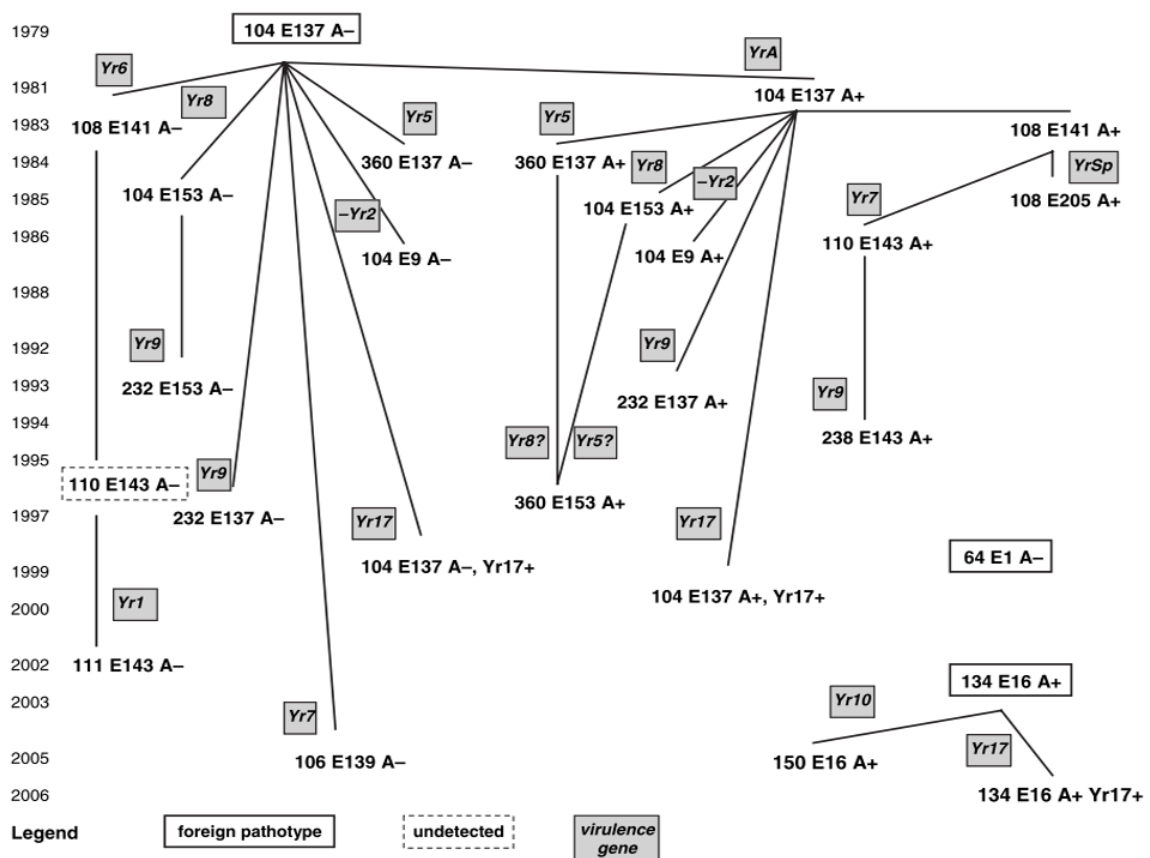 1979
104 E137 A–
Yr6
YrA
1981
Yr8
104 E137 A+
1983
108 E141 A–
Yr5
Yr5
108 E141 A+
1984
360 E137 A–
360 E137 A+
Yr8
YrSp
1985
104 E153 A–
–Yr2
Yr7
108 E205 A+
–Yr2
104 E153 A+
1986
104 E9 A–
104 E9 A+
110 E143 A+
1988
1992
Yr9
Yr9
1993
232 E153 A–
232 E137 A+
Yr9
1994
Yr8?
Yr5?
238 E143 A+
1995
110 E143 A–
Yr9
360 E153 A+
1997
232 E137 A–
Yr17
Yr17
104 E137 A–, Yr17+
64 E1 A–
1999
Yr1
104 E137 A+, Yr17+
2000
2002
111 E143 A–
134 E16 A+
2003
Yr7
Yr10
2005
106 E139 A–
150 E16 A+
Yr17
2006
134 E16 A+ Yr17+
Legend
foreign pathotype
undetected
virulence
gene